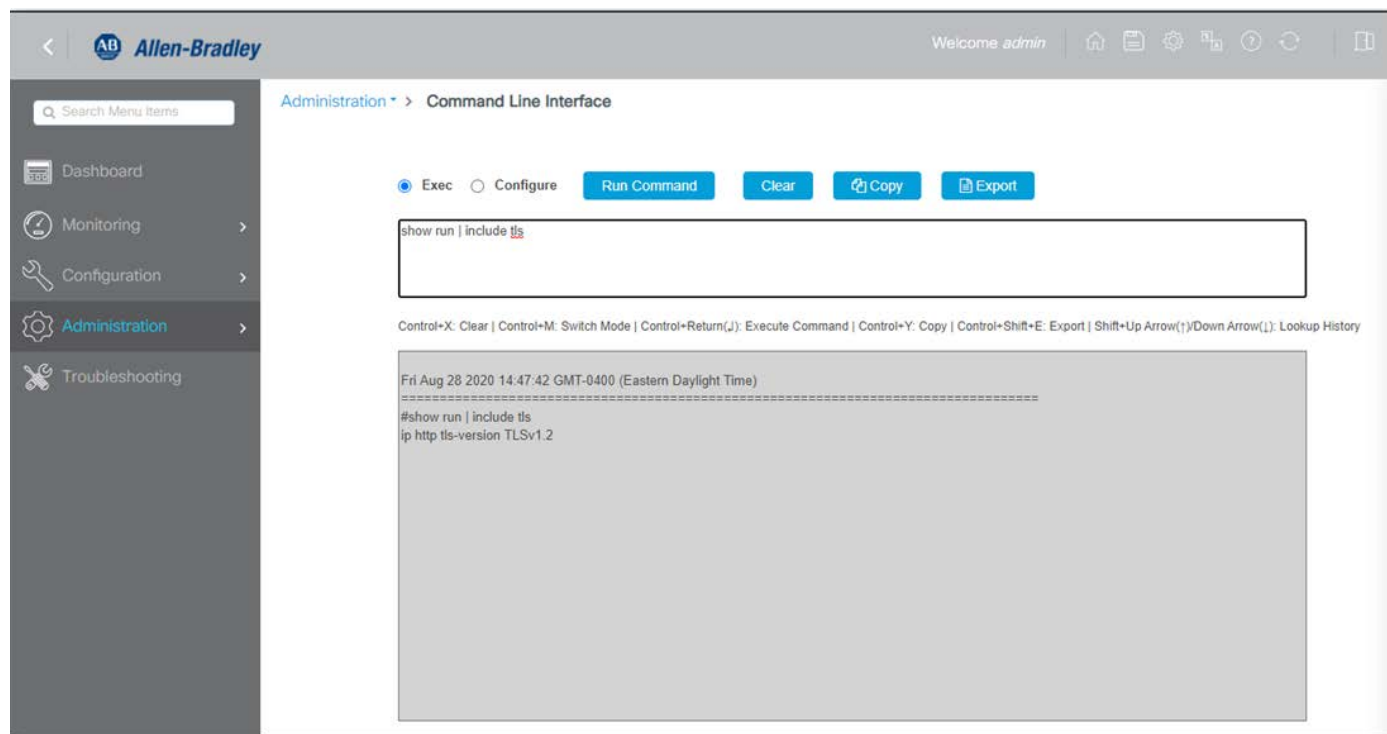 AB Allen-Bradley
Welcome admin
Search Menu Items
Dashboard
Monitoring
Configuration
Administration
Troubleshooting
Administration > Command Line Interface
Exec Configure Run Command Clear Copy Export
show run | include tls
Control+X: Clear | Control+M: Switch Mode | Control+Return(↲): Execute Command | Control+Y: Copy | Control+Shift+E: Export | Shift+Up Arrow(↑)/Down Arrow(↓): Lookup History
Fri Aug 28 2020 14:47:42 GMT-0400 (Eastern Daylight Time)
===================================================================================
#show run | include tls
ip http tls-version TLSv1.2